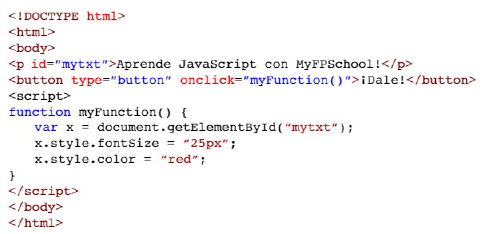 <!DOCTYPE html>
<html>
<body>
<p id="mytxt">Aprende JavaScript con MyFPSchool!</p>
<button type="button" onclick="myFunction()">¡Dale!</button>
<script>
function myFunction() {
var x = document.getElementById("mytxt");
x.style.fontSize = "25px";
x.style.color = "red";
}
</script>
</body>
</html>